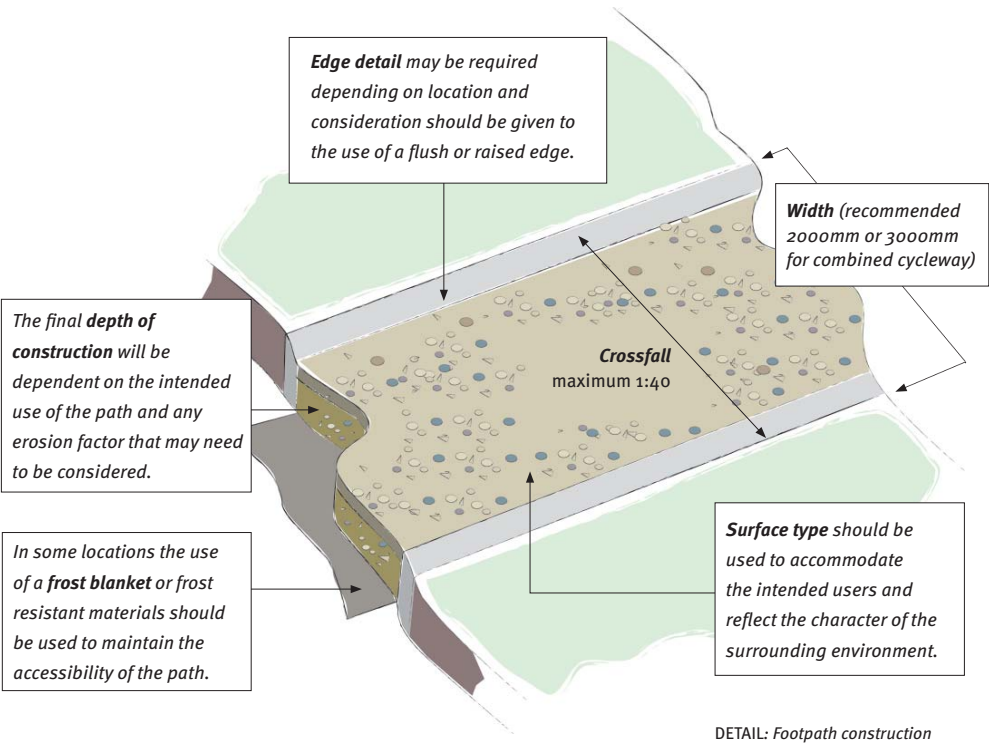 Edge detail may be required
depending on location and
consideration should be given to
the use of a flush or raised edge.
Width (recommended
2000mm or 3000mm
for combined cycleway)
The final depth of
construction will be
dependent on the intended
use of the path and any
erosion factor that may need
to be considered.
Crossfall
maximum 1:40
In some locations the use
of a frost blanket or frost
resistant materials should
be used to maintain the
accessibility of the path.
Surface type should be
used to accommodate
the intended users and
reflect the character of the
surrounding environment.
DETAIL: Footpath construction